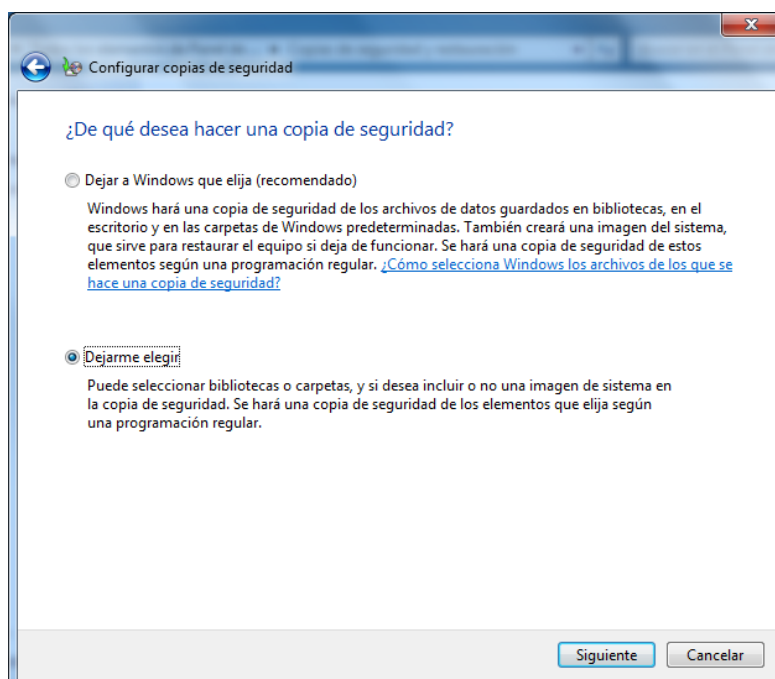 Configurar copias de seguridad
¿De qué desea hacer una copia de seguridad?
Dejar a Windows que elija (recomendado)
Windows hará una copia de seguridad de los archivos de datos guardados en bibliotecas, en el
escritorio y en las carpetas de Windows predeterminadas. También creará una imagen del sistema,
que sirve para restaurar el equipo si deja de funcionar. Se hará una copia de seguridad de estos
elementos según una programación regular. ¿Cómo selecciona Windows los archivos de los que se
hace una copia de seguridad?
Dejarme elegir
Puede seleccionar bibliotecas o carpetas, y si desea incluir o no una imagen de sistema en
la copia de seguridad. Se hará una copia de seguridad de los elementos que elija según
una programación regular.
Siguiente Cancelar